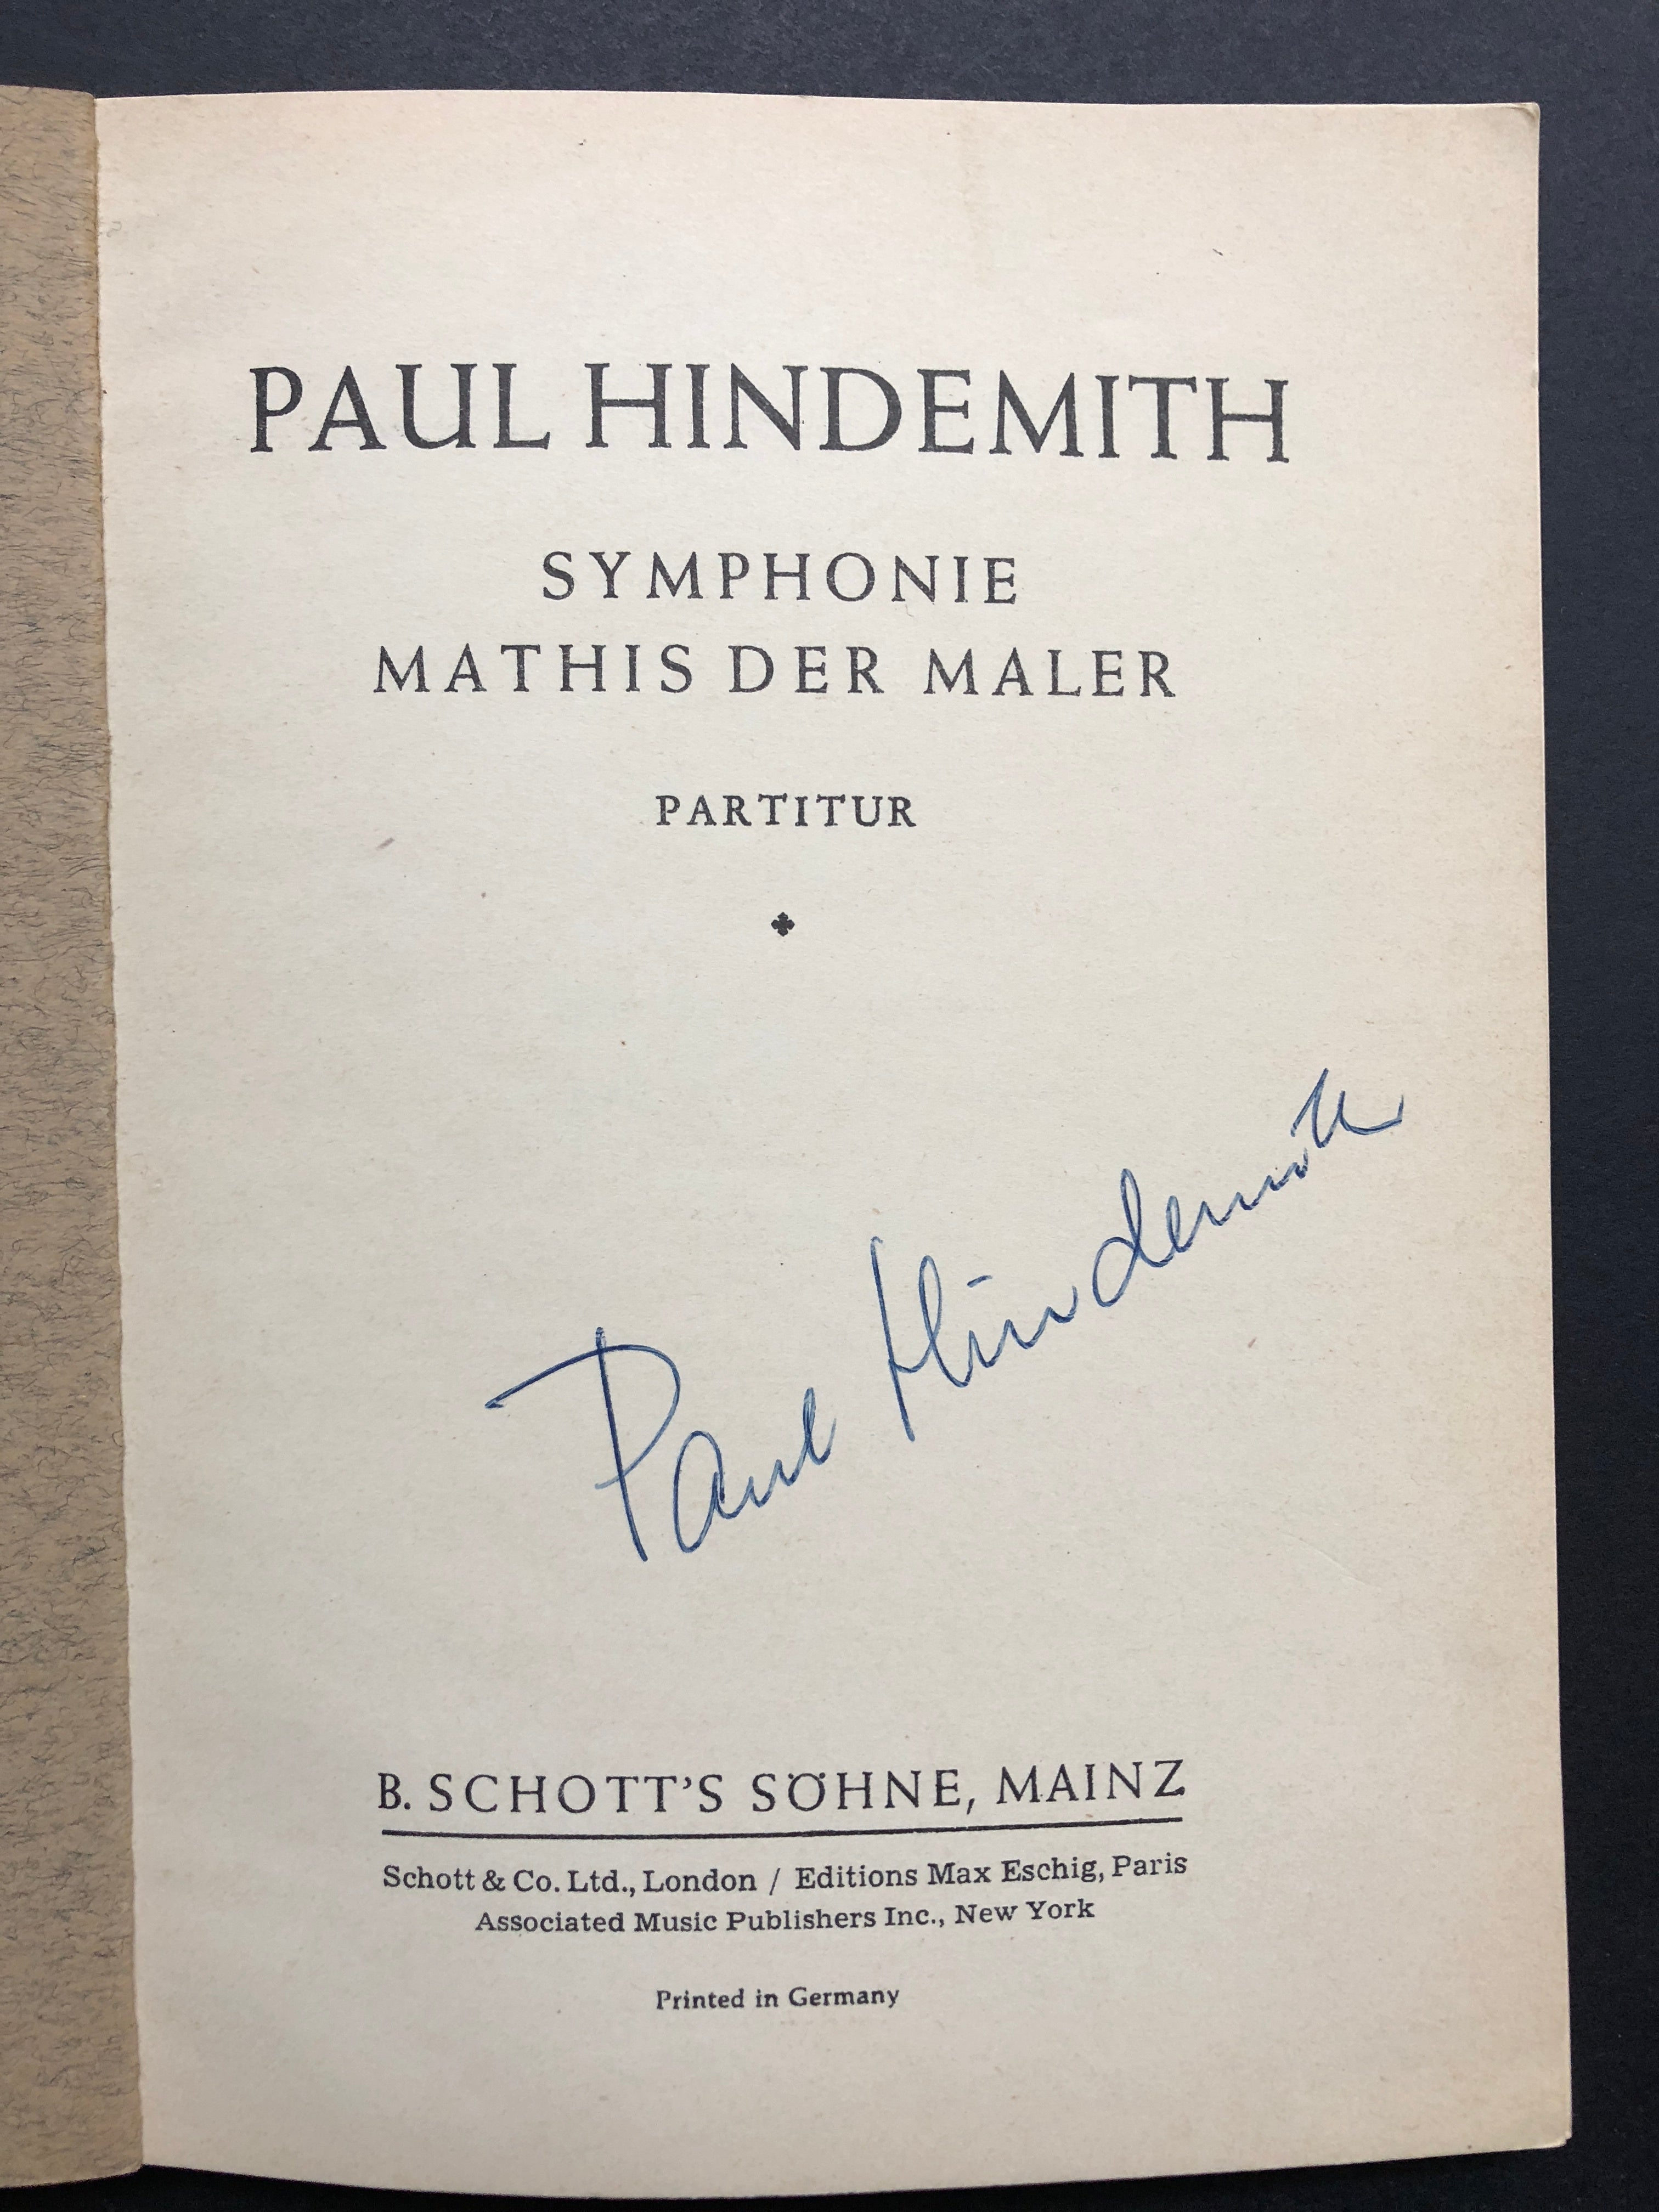 PAUL HINDEMITH
SYMPHONIE
MATHIS DER MALER
PARTITUR
Paul Hindemith
B. SCHOTT'S SÖHNE, MAINZ
Schott & Co. Ltd., London / Editions Max Eschig, Paris
Associated Music Publishers Inc., New York
Printed in Germany